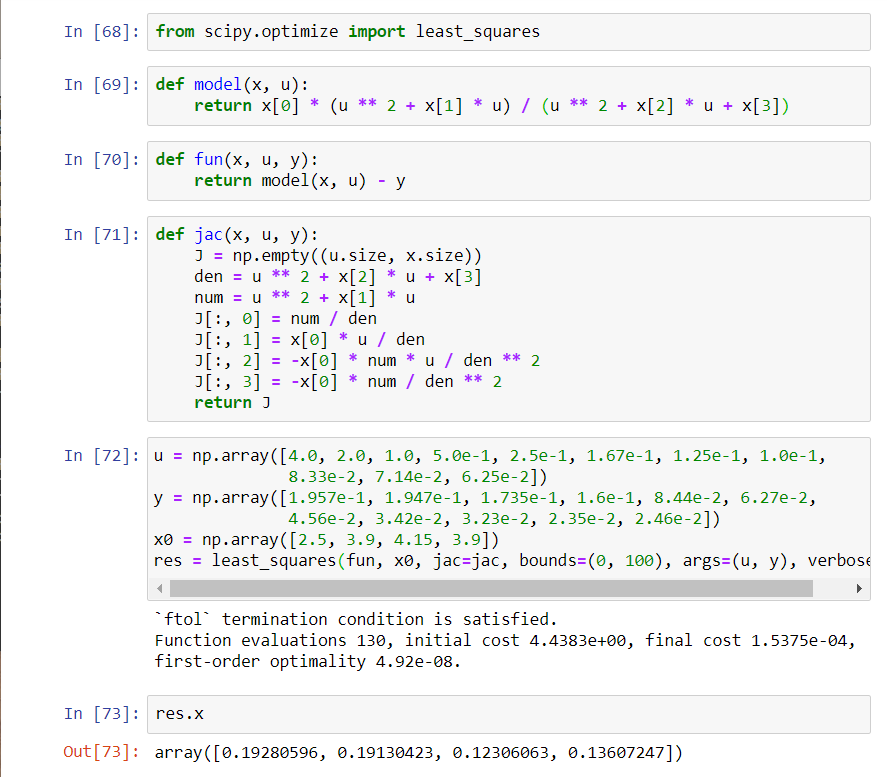 In [68]: from scipy.optimize import least_squares
In [69]: def model(x, u):
return x[0] * (u ** 2 + x[1] * u) / (u ** 2 + x[2] * u + x[3])
In [70]: def fun(x, u, y):
return model(x, u) - y
In [71]: def jac(x, u, y):
J = np.empty((u.size, x.size))
den = u ** 2 + x[2] * u + x[3]
num = u ** 2 + x[1] * u
J[:, 0] = num / den
J[:, 1] = x[0] * u / den
J[:, 2] = -x[0] * num * u / den ** 2
J[:, 3] = -x[0] * num / den ** 2
return J
In [72]: u = np.array([4.0, 2.0, 1.0, 5.0e-1, 2.5e-1, 1.67e-1, 1.25e-1, 1.0e-1,
8.33e-2, 7.14e-2, 6.25e-2])
y = np.array([1.957e-1, 1.947e-1, 1.735e-1, 1.6e-1, 8.44e-2, 6.27e-2,
4.56e-2, 3.42e-2, 3.23e-2, 2.35e-2, 2.46e-2])
x0 = np.array([2.5, 3.9, 4.15, 3.9])
res = least_squares(fun, x0, jac=jac, bounds=(0, 100), args=(u, y), verbose
`ftol` termination condition is satisfied.
Function evaluations 130, initial cost 4.4383e+00, final cost 1.5375e-04,
first-order optimality 4.92e-08.
In [73]: res.x
Out[73]: array([0.19280596, 0.19130423, 0.12306063, 0.13607247])